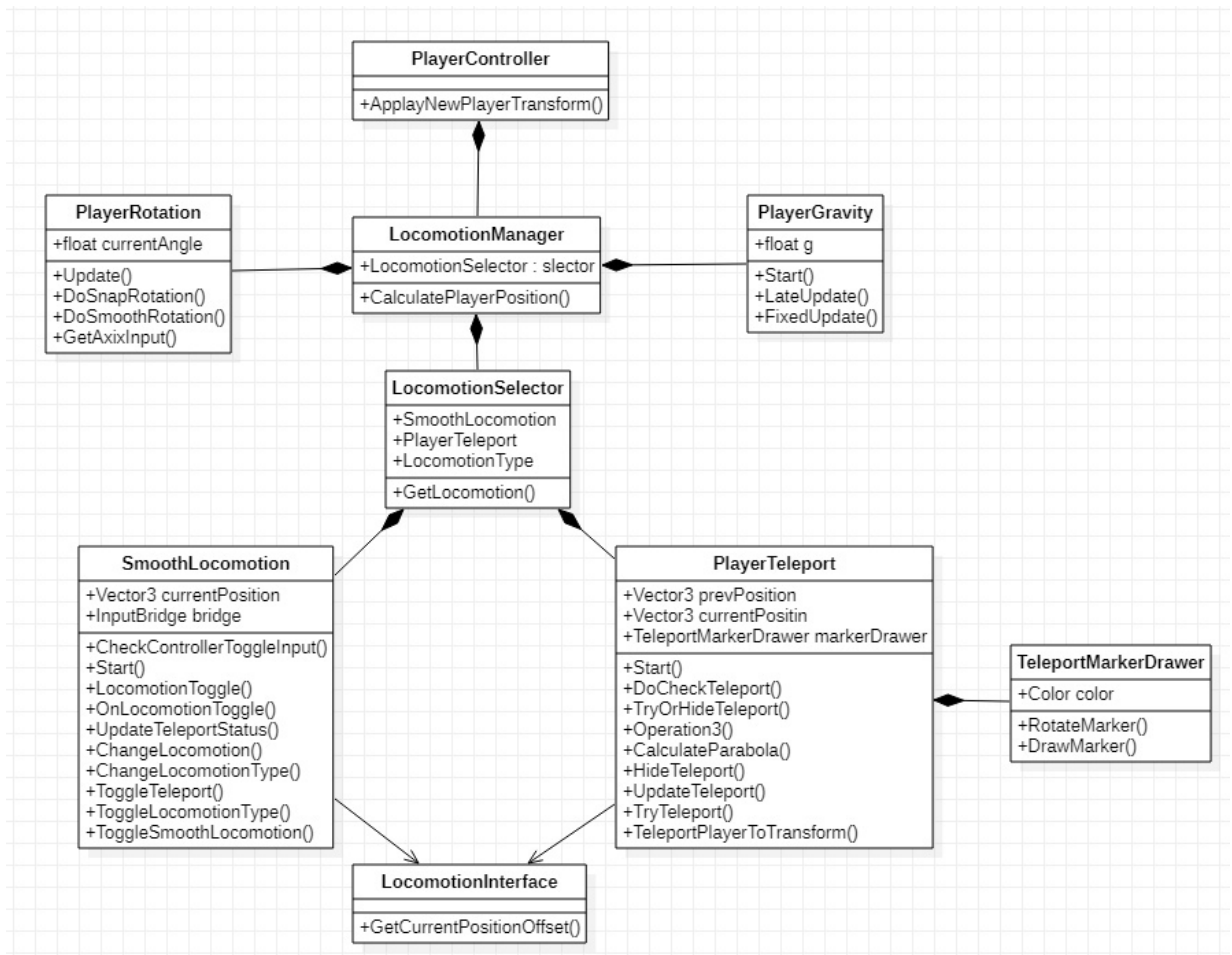 PlayerController
+ApplayNewPlayerTransform()
PlayerRotation
+float currentAngle
+Update()
+DoSnapRotation()
+DoSmoothRotation()
+GetAxixInput()
LocomotionManager
+LocomotionSelector : slector
+CalculatePlayerPosition()
PlayerGravity
+float g
+Start()
+LateUpdate()
+FixedUpdate()
LocomotionSelector
+SmoothLocomotion
+PlayerTeleport
+LocomotionType
+GetLocomotion()
SmoothLocomotion
+Vector3 currentPosition
+InputBridge bridge
+CheckControllerToggleInput()
+Start()
+LocomotionToggle()
+OnLocomotionToggle()
+UpdateTeleportStatus()
+ChangeLocomotion()
+ChangeLocomotionType()
+ToggleTeleport()
+ToggleLocomotionType()
+ToggleSmoothLocomotion()
PlayerTeleport
+Vector3 prevPosition
+Vector3 currentPositin
+TeleportMarkerDrawer markerDrawer
+Start()
+DoCheckTeleport()
+TryOrHideTeleport()
+Operation3()
+CalculateParabola()
+HideTeleport()
+UpdateTeleport()
+TryTeleport()
+TeleportPlayerToTransform()
TeleportMarkerDrawer
+Color color
+RotateMarker()
+DrawMarker()
LocomotionInterface
+GetCurrentPositionOffset()